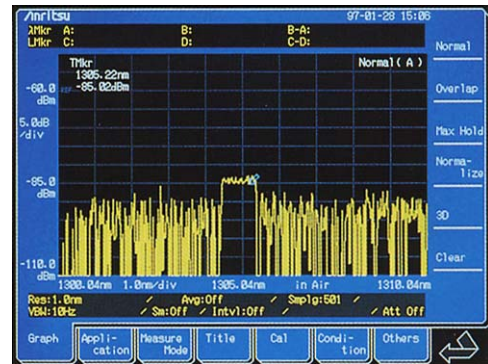 Anritsu 97-01-28 15:06
λMkr A: B: B-A:
LMkr C: D: C-D:
Normal
TMkr Normal( A )
1305.22nm
-85.02dBm
-60.0
dBm
Overlap
5.0dB
/div
Max Hold
Norma-
lize
-85.0
dBm
3D
Clear
-110.0
dBm
1300.04nm 1.0nm/div 1305.04nm in Air 1310.04nm
Res:1.0nm / Avg:Off / Smplg:501 /
VBW:10Hz / Sm:Off / Intvl:Off / / Att Off
Graph Appli- Measure Title Cal Condi- Others
cation Mode tion